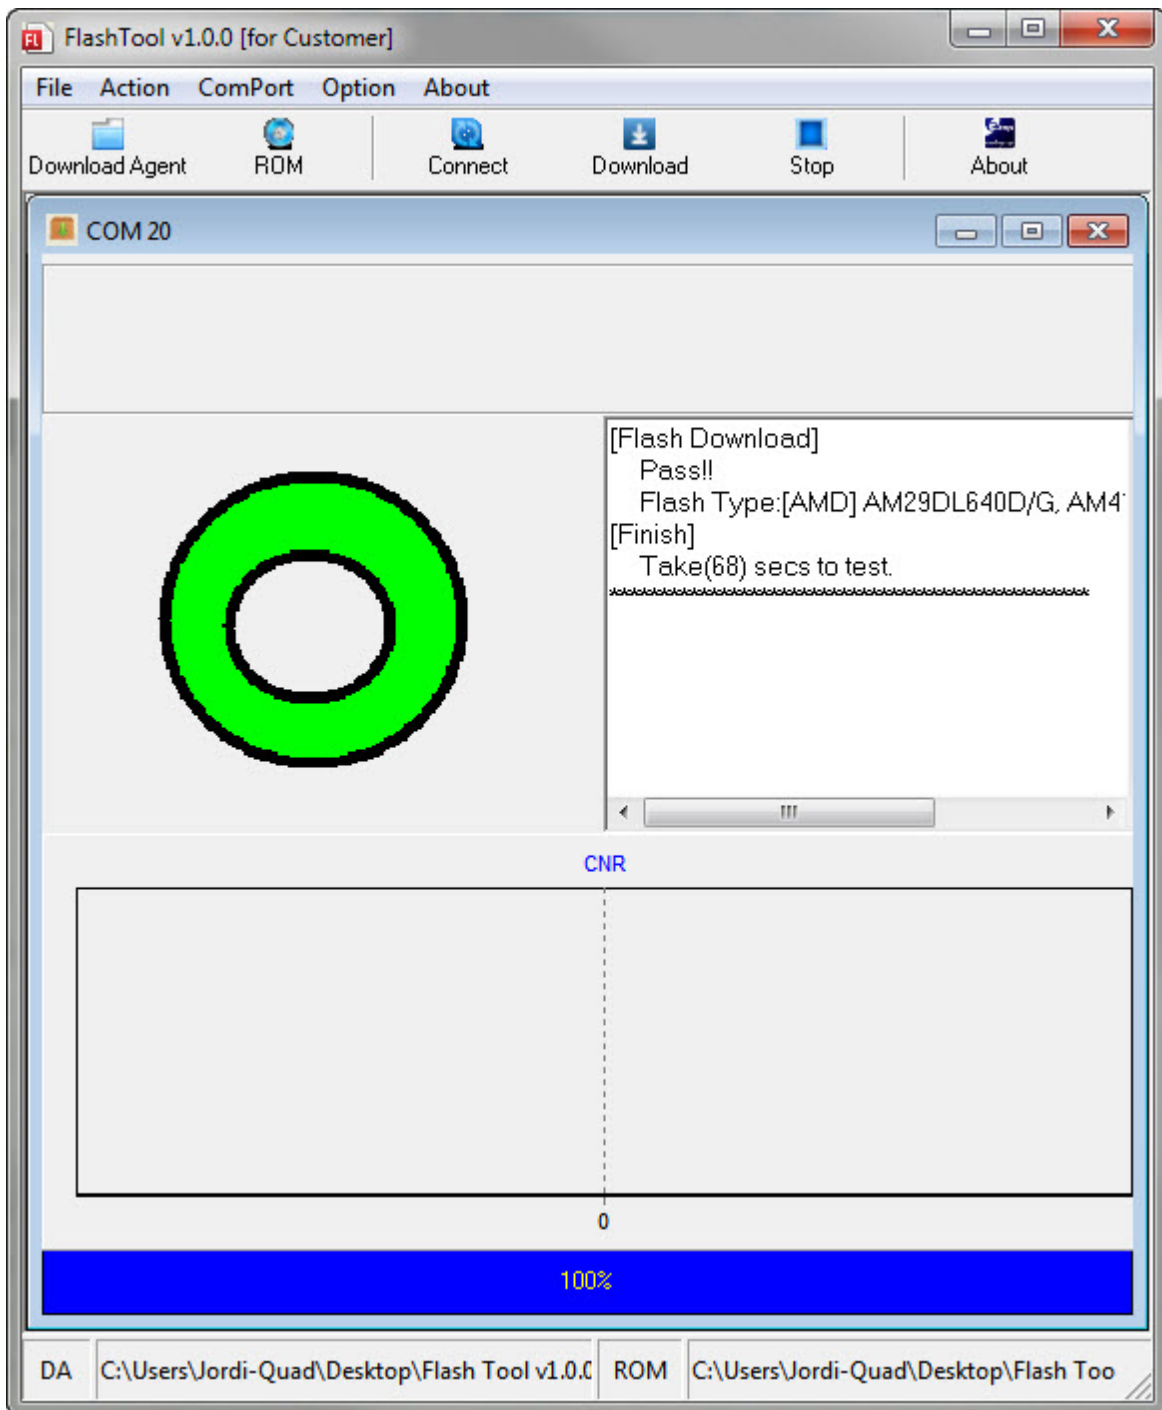 FlashTool v1.0.0 [for Customer]
File Action ComPort Option About
Download Agent ROM Connect Download Stop About
COM 20
[Flash Download]
Pass!!
Flash Type:[AMD] AM29DL640D/G, AM4
[Finish]
Take(68) secs to test.
CNR
0
100%
DA C:\Users\Jordi-Quad\Desktop\Flash Tool v1.0.0 ROM C:\Users\Jordi-Quad\Desktop\Flash Too